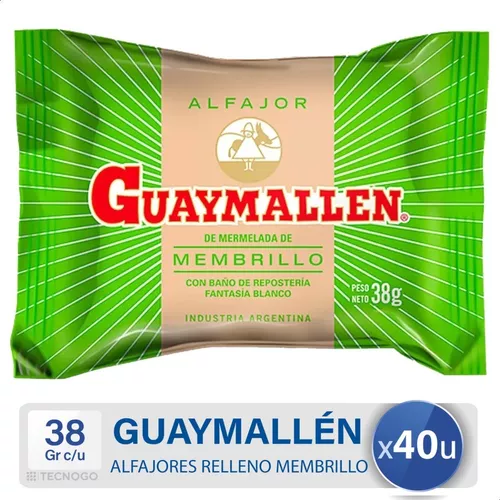 ALFAJOR
GUAYMALLEN®
DE MERMELADA DE
MEMBRILLO
CON BAÑO DE REPOSTERÍA
FANTASÍA BLANCO
PESO
NETO 38g
INDUSTRIA ARGENTINA
38
Gr c/u
GUAYMALLÉN
ALFAJORES RELLENO MEMBRILLO
x40u
TECNOGO